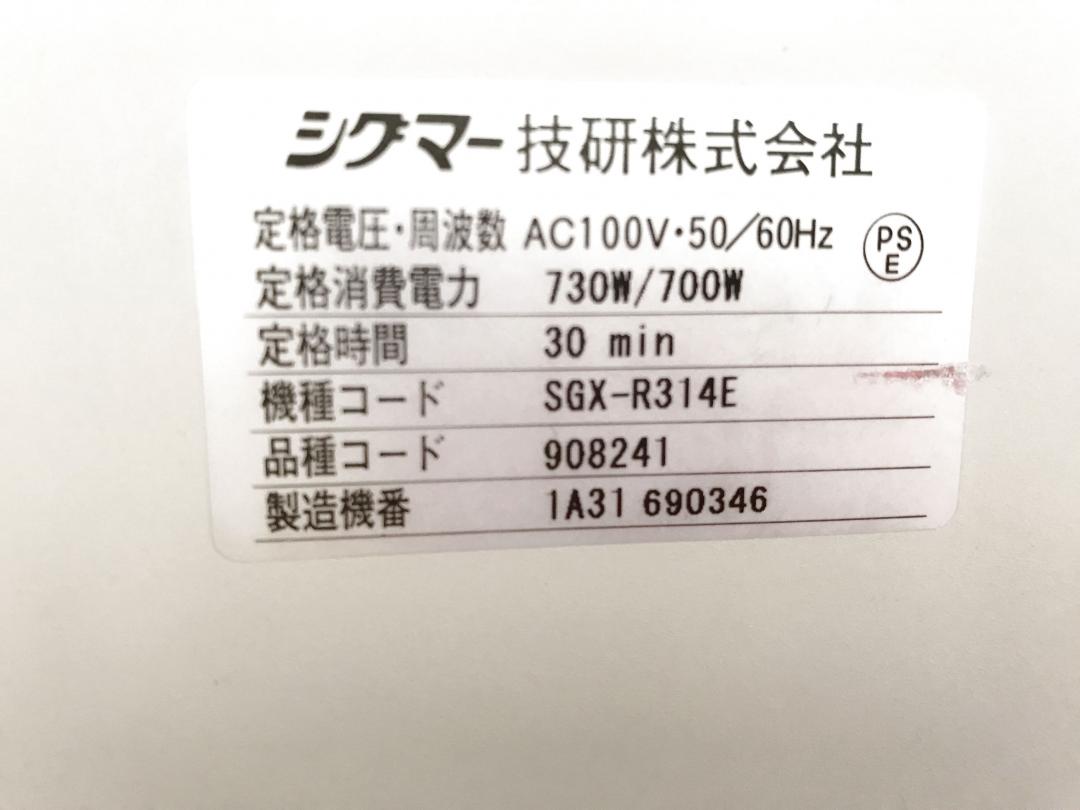 シグマー技研株式会社
定格電圧・周波数 AC100V・50/60Hz PSE
定格消費電力 730W/700W
定格時間 30 min
機種コード SGX-R314E
品種コード 908241
製造機番 1A31 690346